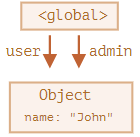 <global>
user admin
Object
name: "John"